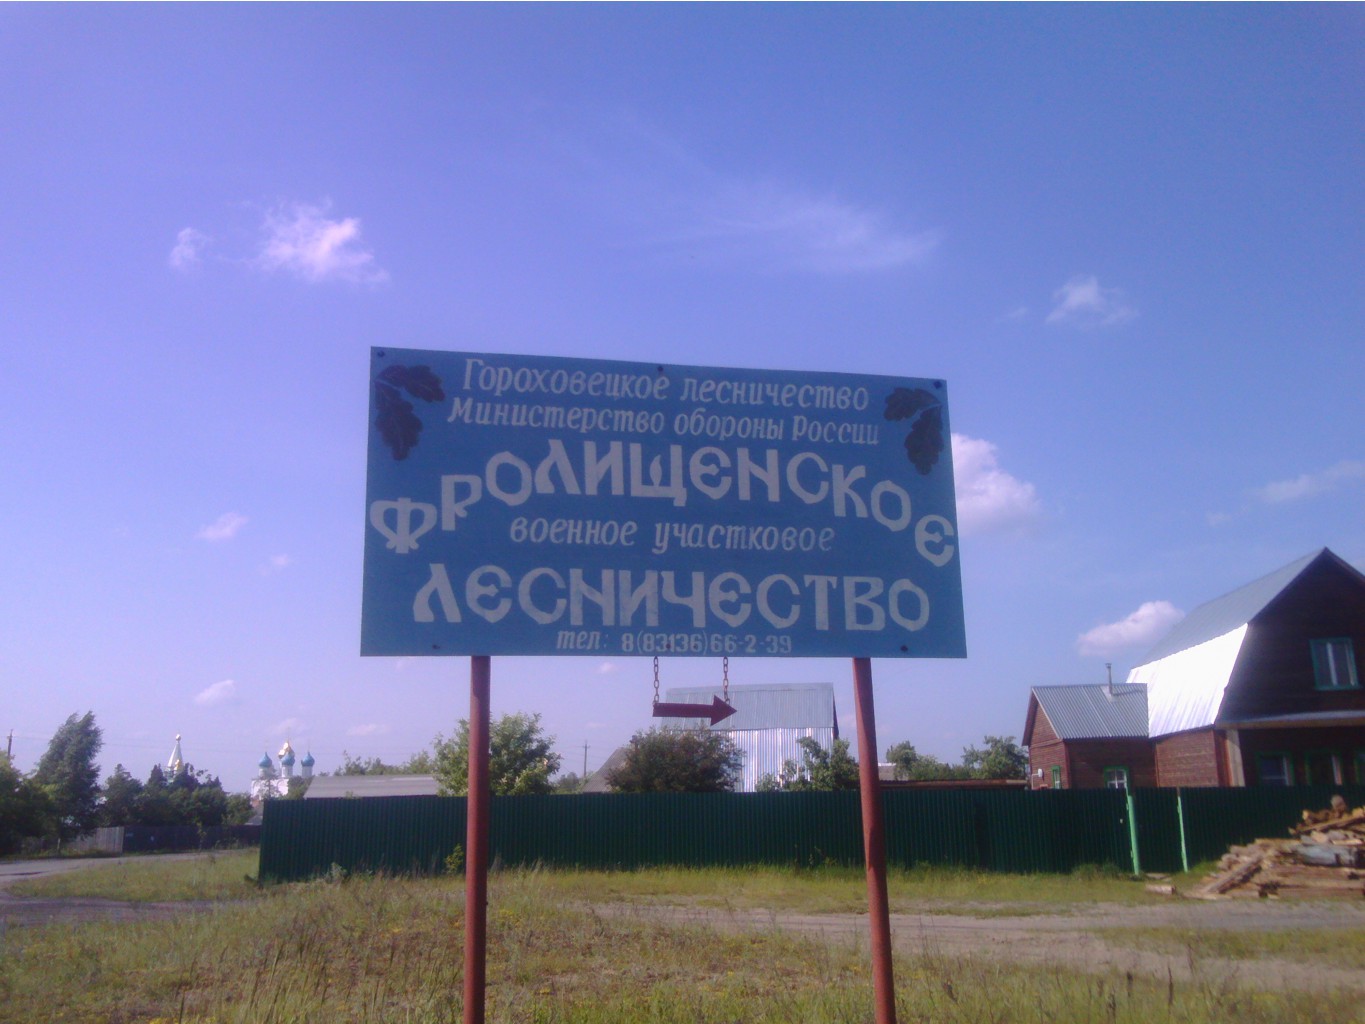 Гороховецкое лесничество
Министерство обороны России
Фролищенское
военное участковое
лесничество
тел: 8(83136)66-2-39